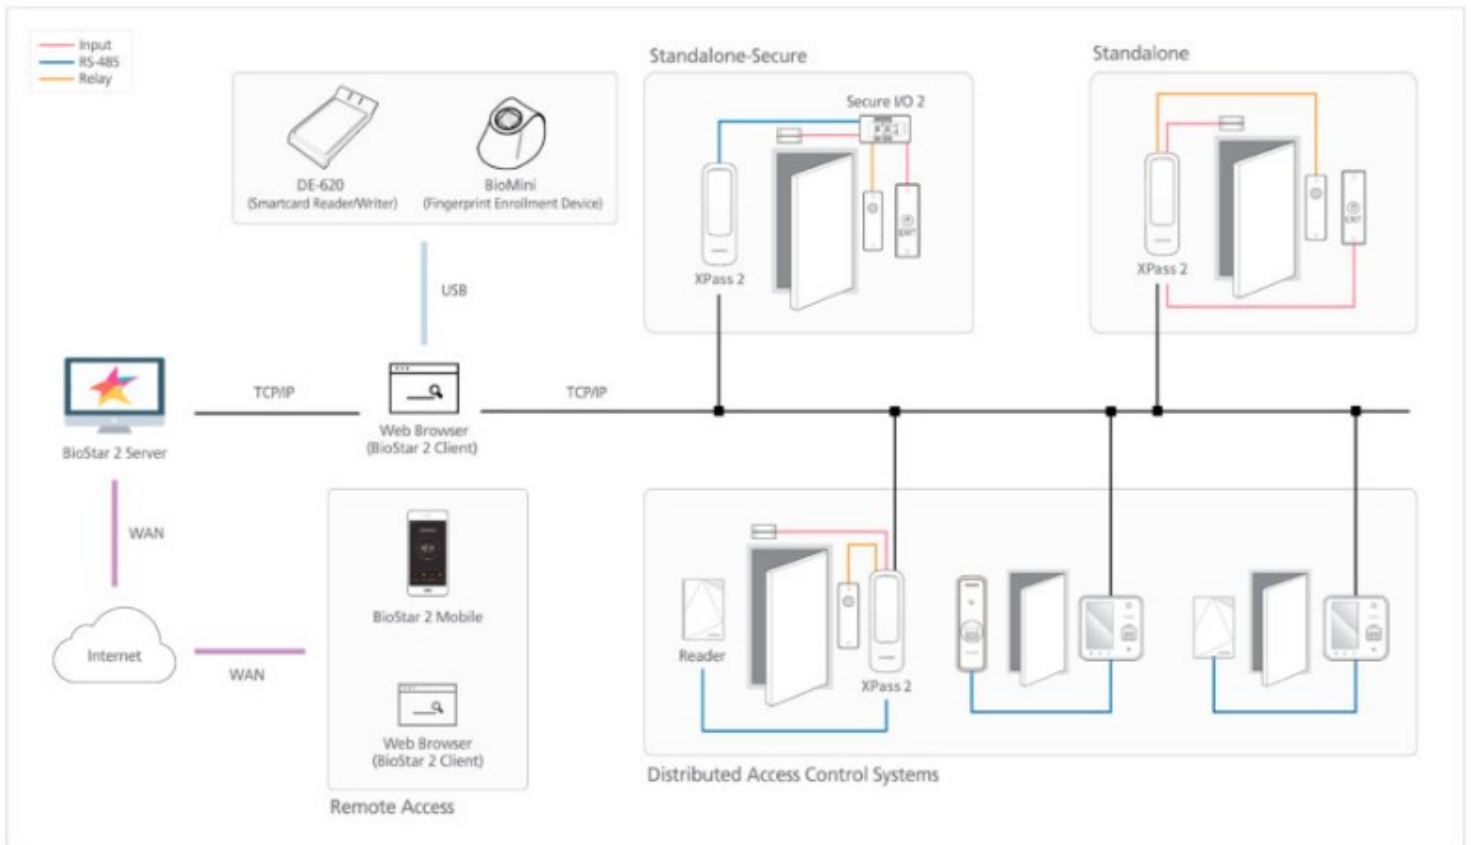 Input
RS-485
Relay
DE-620
(Smartcard Reader/Writer)
BioMini
(Fingerprint Enrollment Device)
USB
Standalone-Secure
Secure I/O 2
EXIT
XPass 2
Standalone
EXIT
XPass 2
BioStar 2 Server
TCP/IP
Web Browser
(BioStar 2 Client)
TCP/IP
WAN
Internet
WAN
BioStar 2 Mobile
Web Browser
(BioStar 2 Client)
Remote Access
Reader
XPass 2
Distributed Access Control Systems